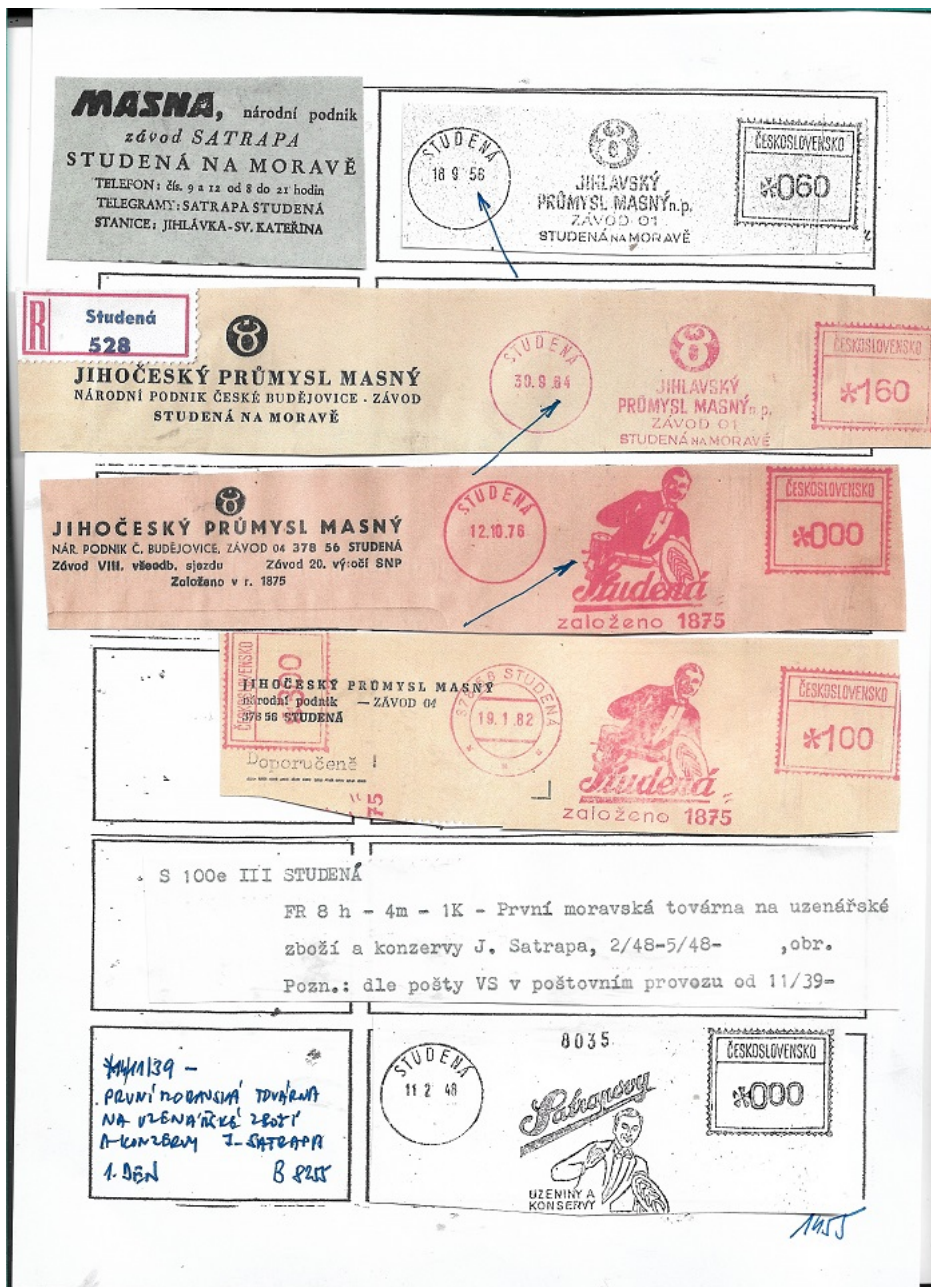 MASNA, národní podnik
závod SATRAPA
STUDENÁ NA MORAVĚ
TELEFON: čís. 9 a 12 od 8 do 21 hodin
TELEGRAMY: SATRAPA STUDENÁ
STANICE: JIHLÁVKA-SV. KATEŘINA
STUDENÁ
18 9 56
JIHLAVSKÝ
PRŮMYSL MASNÝ n.p.
ZÁVOD 01
STUDENÁ NA MORAVĚ
ČESKOSLOVENSKO
*060
R
Studená
528
JIHOČESKÝ PRŮMYSL MASNÝ
NÁRODNÍ PODNIK ČESKÉ BUDĚJOVICE - ZÁVOD
STUDENÁ NA MORAVĚ
STUDENÁ
30.9.64
JIHLAVSKÝ
PRŮMYSL MASNÝ n.p.
ZÁVOD 01
STUDENÁ NA MORAVĚ
ČESKOSLOVENSKO
*160
JIHOČESKÝ PRŮMYSL MASNÝ
NÁR. PODNIK Č. BUDĚJOVICE, ZÁVOD 04 378 56 STUDENÁ
Závod VIII. všeodb. sjezdu Závod 20. výročí SNP
Založeno v r. 1875
STUDENÁ
12.10.76
Studená
založeno 1875
ČESKOSLOVENSKO
*000
JIHOČESKÝ PRŮMYSL MASNÝ
národní podnik — ZÁVOD 04
378 56 STUDENÁ
Doporučeně !
*300
75
37856 STUDENÁ
19.1.82
Studená
založeno 1875
ČESKOSLOVENSKO
*100
S 100e III STUDENÁ
FR 8 h - 4m - 1K - První moravská továrna na uzenářské
zboží a konzervy J. Satrapa, 2/48-5/48- ,obr.
Pozn.: dle pošty VS v poštovním provozu od 11/39-
*14/11/39 -
PRVNÍ MORAVSKÁ TOVÁRNA
NA UZENÁŘSKÉ ZBOŽÍ
A KONZERVY J. SATRAPA
1. DEN B 8255
8035
STUDENÁ
11 2 48
Satrapovy
UZENINY A
KONSERVY
ČESKOSLOVENSKO
*000
1455